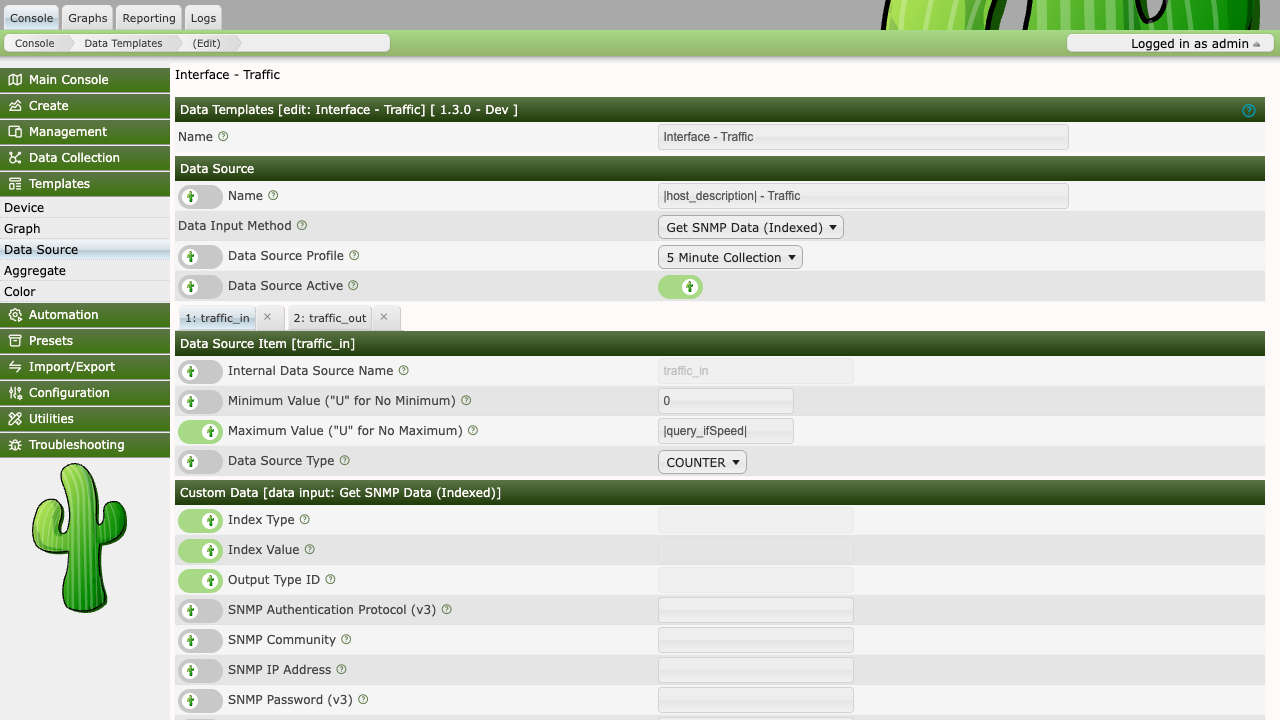 Console Graphs Reporting Logs
Console Data Templates (Edit) Logged in as admin
Main Console
Create
Management
Data Collection
Templates
Device
Graph
Data Source
Aggregate
Color
Automation
Presets
Import/Export
Configuration
Utilities
Troubleshooting
Interface - Traffic
Data Templates [edit: Interface - Traffic] [ 1.3.0 - Dev ]
Name Interface - Traffic
Data Source
Name |host_description| - Traffic
Data Input Method Get SNMP Data (Indexed)
Data Source Profile 5 Minute Collection
Data Source Active
1: traffic_in × 2: traffic_out ×
Data Source Item [traffic_in]
Internal Data Source Name traffic_in
Minimum Value ("U" for No Minimum) 0
Maximum Value ("U" for No Maximum) |query_ifSpeed|
Data Source Type COUNTER
Custom Data [data input: Get SNMP Data (Indexed)]
Index Type
Index Value
Output Type ID
SNMP Authentication Protocol (v3)
SNMP Community
SNMP IP Address
SNMP Password (v3)